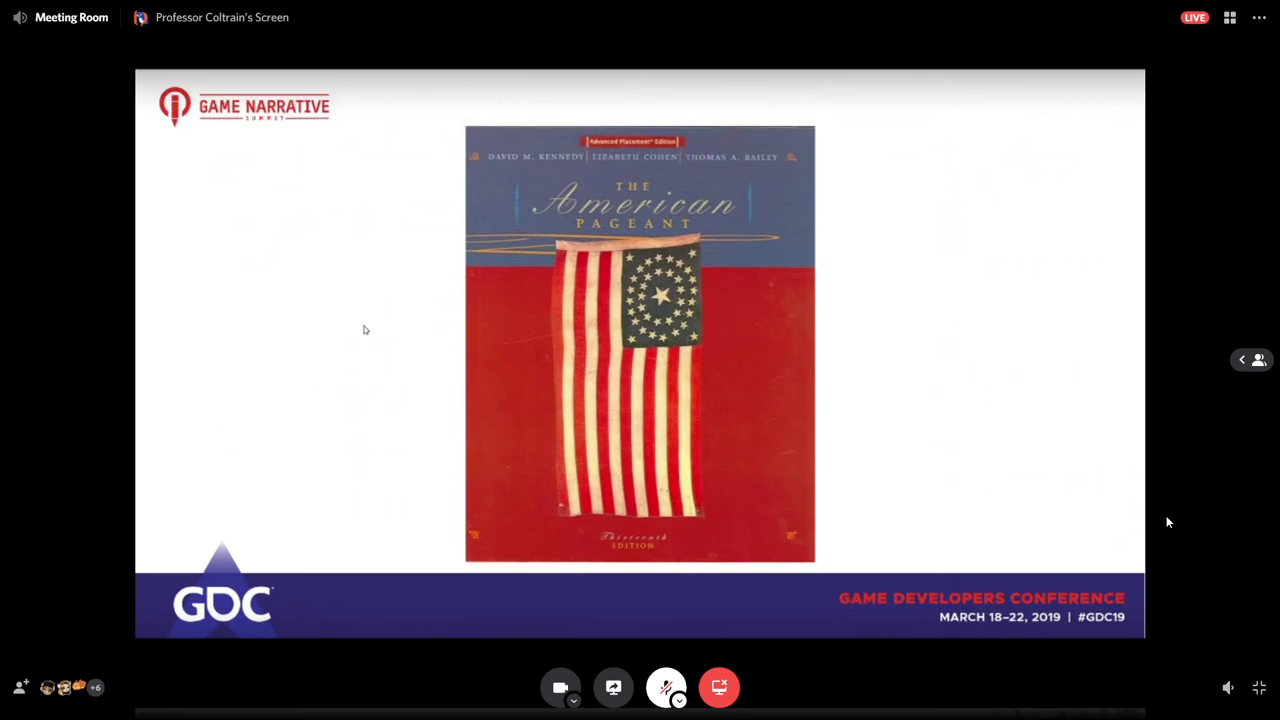 Meeting Room
Professor Coltrain's Screen
LIVE
GAME NARRATIVE
SUMMIT
Advanced Placement® Edition
DAVID M. KENNEDY | LIZABETH COHEN | THOMAS A. BAILEY
THE
American
PAGEANT
Thirteenth
EDITION
GDC
GAME DEVELOPERS CONFERENCE
MARCH 18–22, 2019 | #GDC19
+6